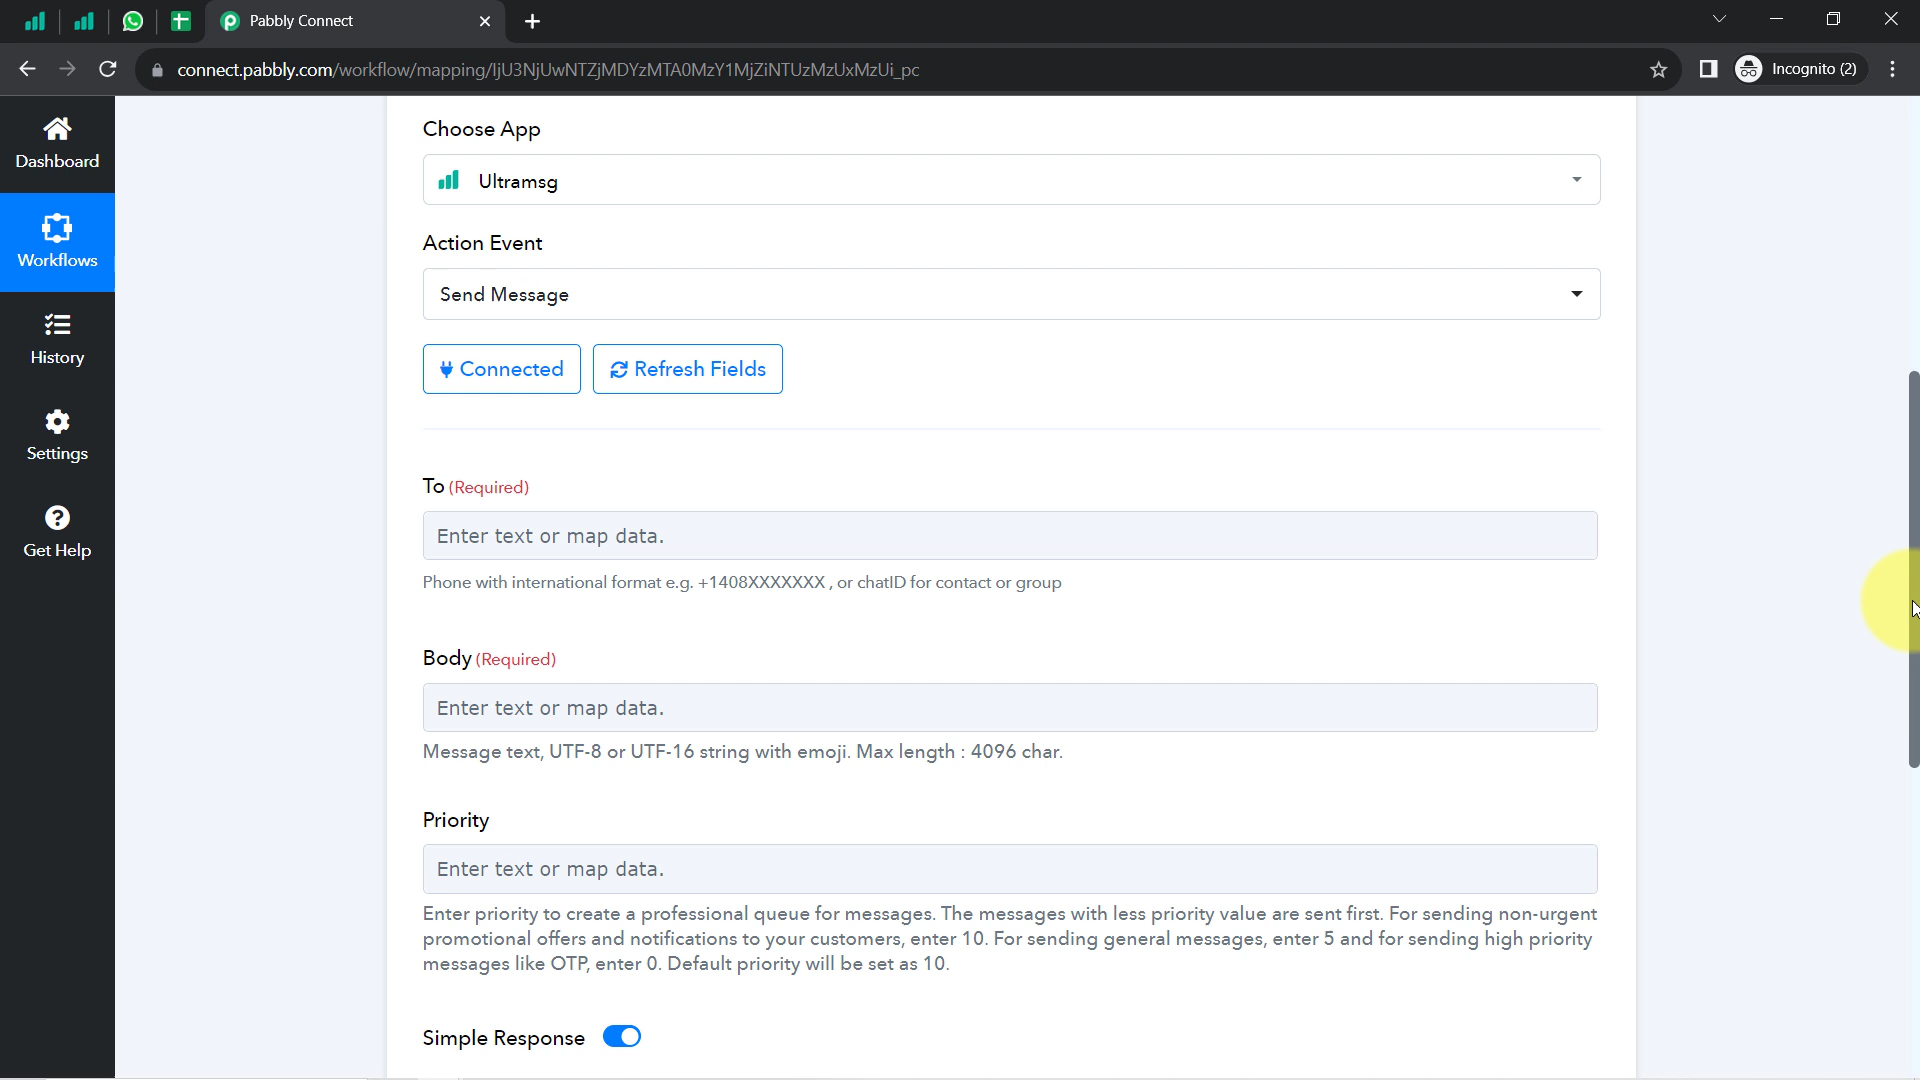 Pabbly Connect
connect.pabbly.com/workflow/mapping/IjU3NjUwNTZjMDYzMTA0MzY1MjZiNTUzMzUxMzUi_pc
Incognito (2)
Dashboard
Workflows
History
Settings
Get Help
Choose App
Ultramsg
Action Event
Send Message
Connected
Refresh Fields
To (Required)
Enter text or map data.
Phone with international format e.g. +1408XXXXXXX , or chatID for contact or group
Body (Required)
Enter text or map data.
Message text, UTF-8 or UTF-16 string with emoji. Max length : 4096 char.
Priority
Enter text or map data.
Enter priority to create a professional queue for messages. The messages with less priority value are sent first. For sending non-urgent
promotional offers and notifications to your customers, enter 10. For sending general messages, enter 5 and for sending high priority
messages like OTP, enter 0. Default priority will be set as 10.
Simple Response